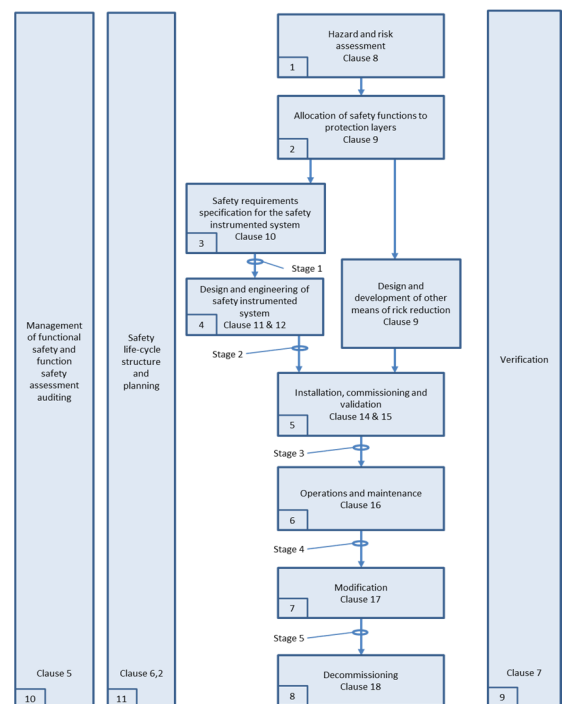 Hazard and risk
assessment
Clause 8
1
Allocation of safety functions to
protection layers
Clause 9
2
Safety requirements
specification for the safety
instrumented system
Clause 10
3
Stage 1
Design and engineering of
safety instrumented
system
Clause 11 & 12
4
Design and
development of other
means of rick reduction
Clause 9
Stage 2
Installation, commissioning and
validation
Clause 14 & 15
5
Stage 3
Operations and maintenance
Clause 16
6
Stage 4
Modification
Clause 17
7
Stage 5
Decommissioning
Clause 18
8
Management
of functional
safety and
function
safety
assessment
auditing
Clause 5
10
Safety
life-cycle
structure
and
planning
Clause 6,2
11
Verification
Clause 7
9